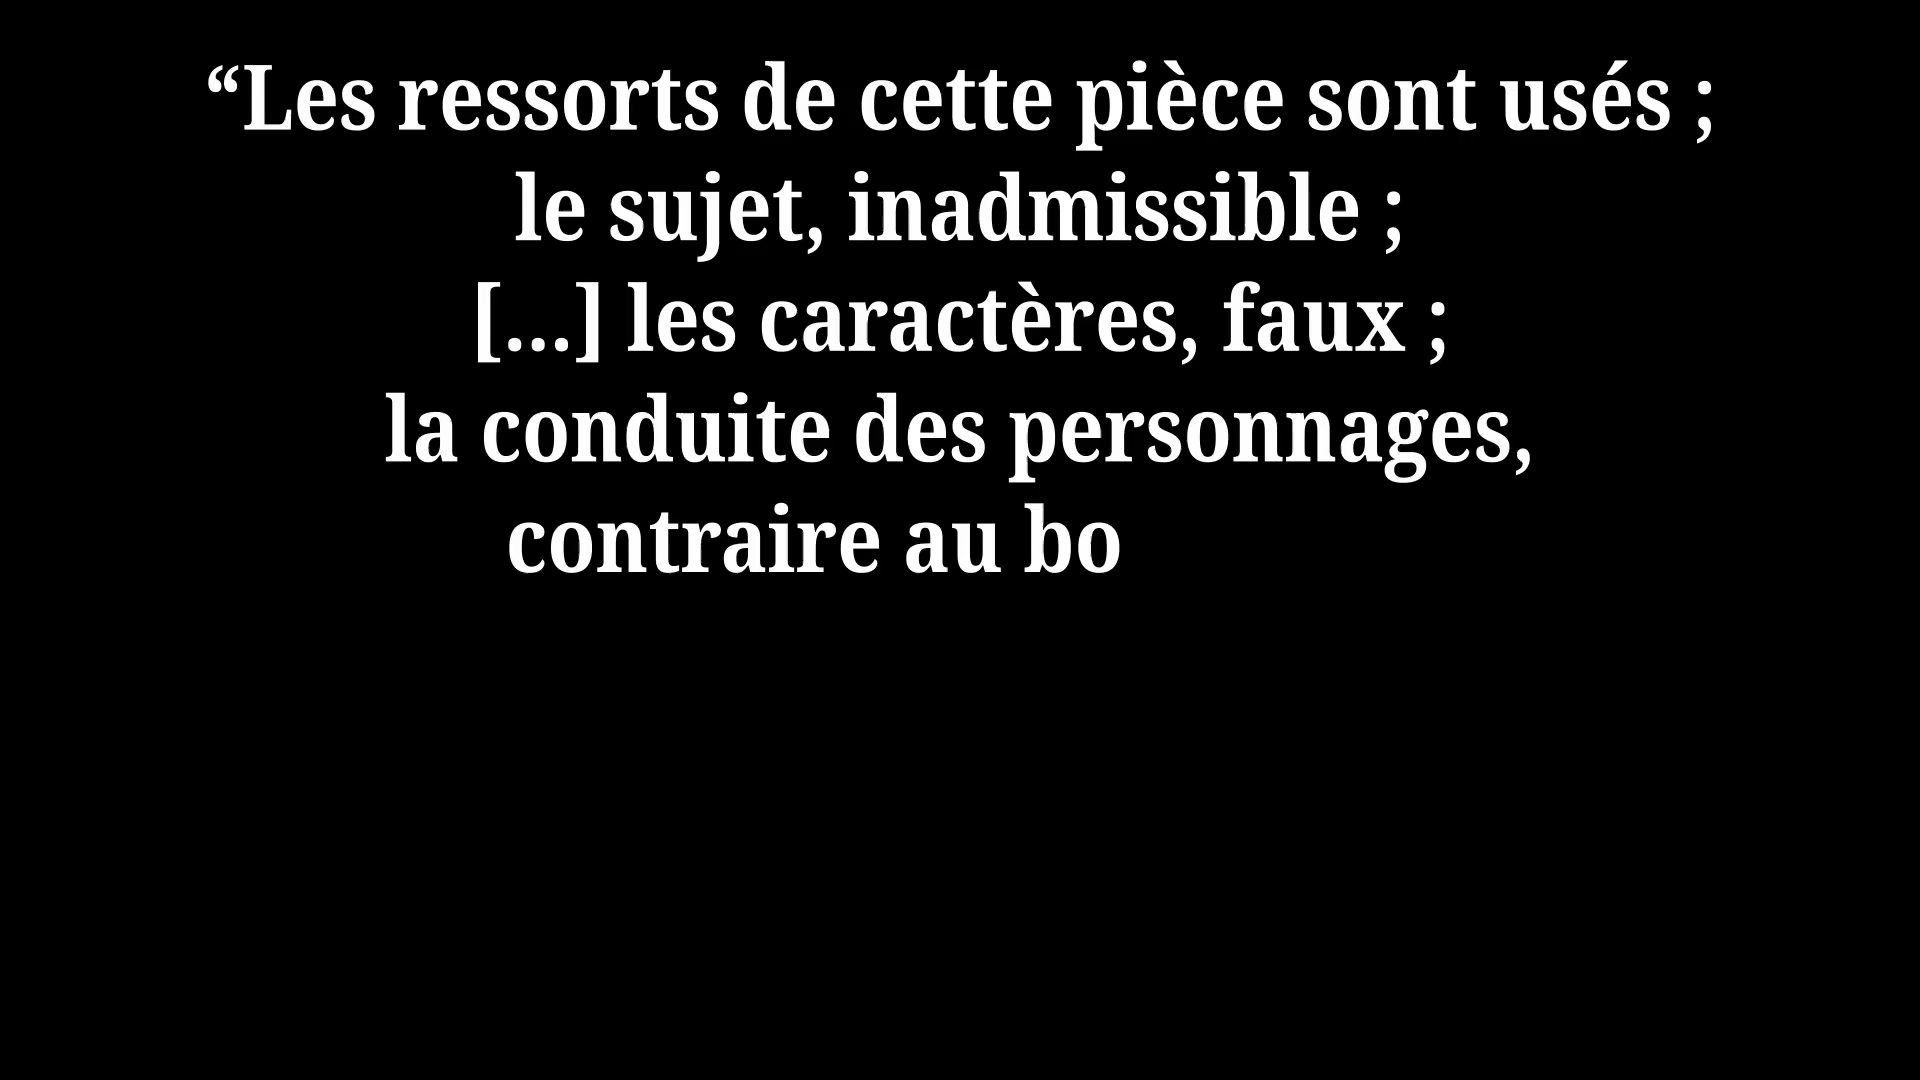 “Les ressorts de cette pièce sont usés ;
le sujet, inadmissible ;
[...] les caractères, faux ;
la conduite des personnages,
contraire au bo